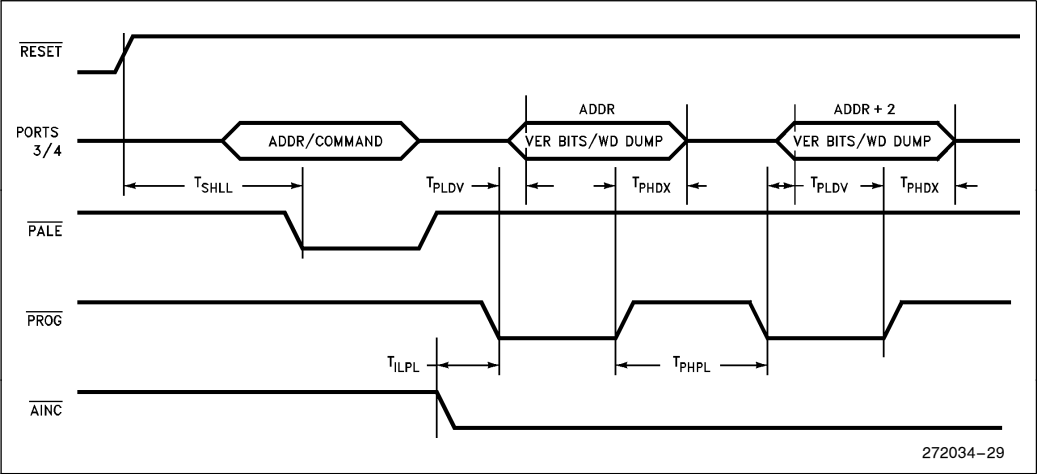 RESET
PORTS
3/4
ADDR/COMMAND
ADDR
VER BITS/WD DUMP
ADDR + 2
VER BITS/WD DUMP
TSHLL
TPLDV
TPHDX
TPLDV
TPHDX
PALE
PROG
TILPL
TPHPL
AINC
272034–29